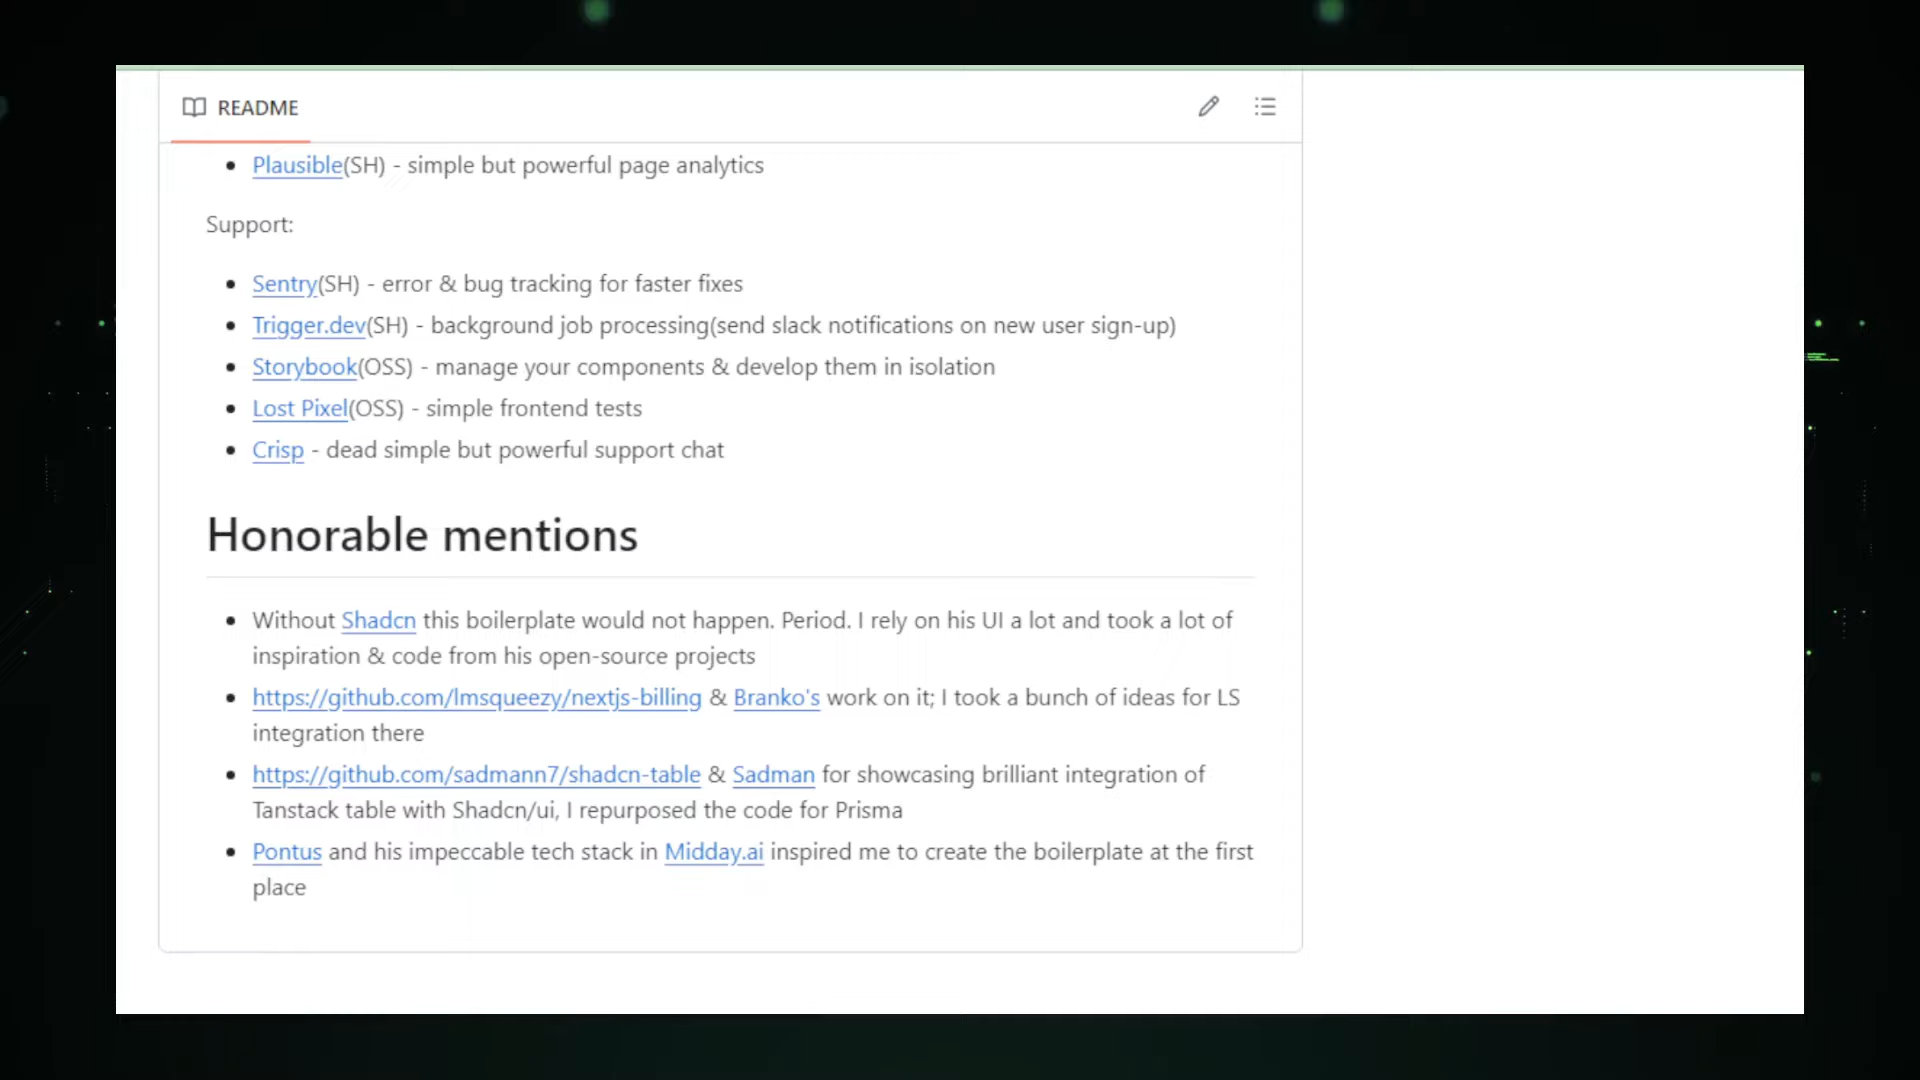 README
Plausible(SH) - simple but powerful page analytics
Support:
Sentry(SH) - error & bug tracking for faster fixes
Trigger.dev(SH) - background job processing(send slack notifications on new user sign-up)
Storybook(OSS) - manage your components & develop them in isolation
Lost Pixel(OSS) - simple frontend tests
Crisp - dead simple but powerful support chat
Honorable mentions
Without Shadcn this boilerplate would not happen. Period. I rely on his UI a lot and took a lot of
inspiration & code from his open-source projects
https://github.com/lmsqueezy/nextjs-billing & Branko's work on it; I took a bunch of ideas for LS
integration there
https://github.com/sadmann7/shadcn-table & Sadman for showcasing brilliant integration of
Tanstack table with Shadcn/ui, I repurposed the code for Prisma
Pontus and his impeccable tech stack in Midday.ai inspired me to create the boilerplate at the first
place